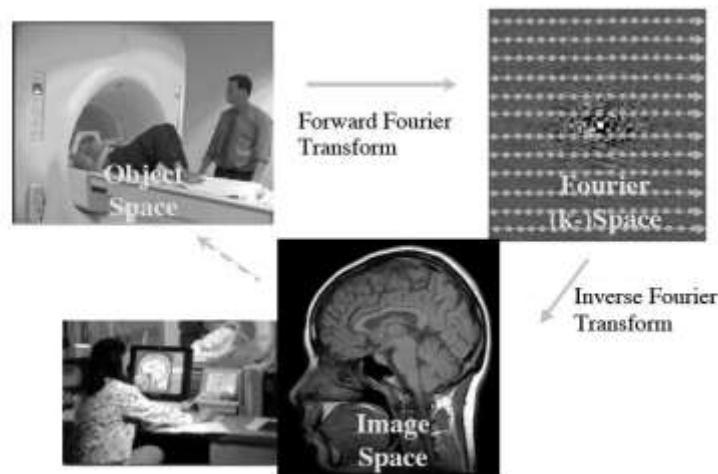 Object
Space
Forward Fourier
Transform
Fourier
(k-)Space
Inverse Fourier
Transform
Image
Space